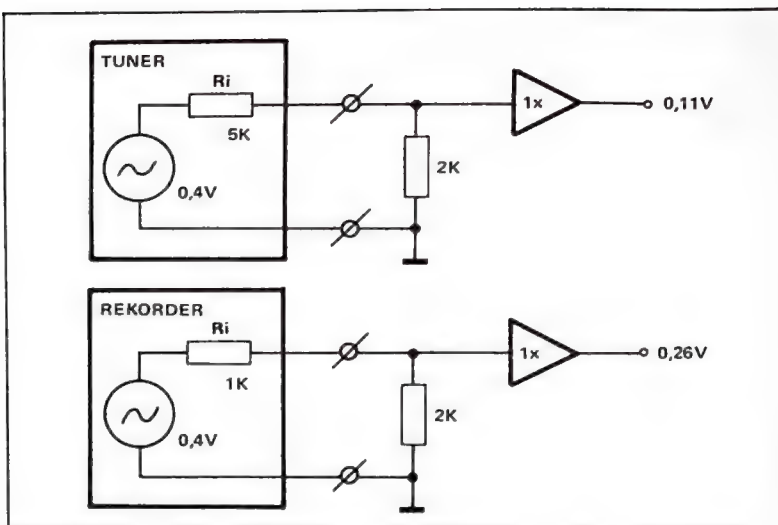 TUNER
Ri
5K
0,4V
2K
1x
0,11V
REKORDER
Ri
1K
0,4V
2K
1x
0,26V